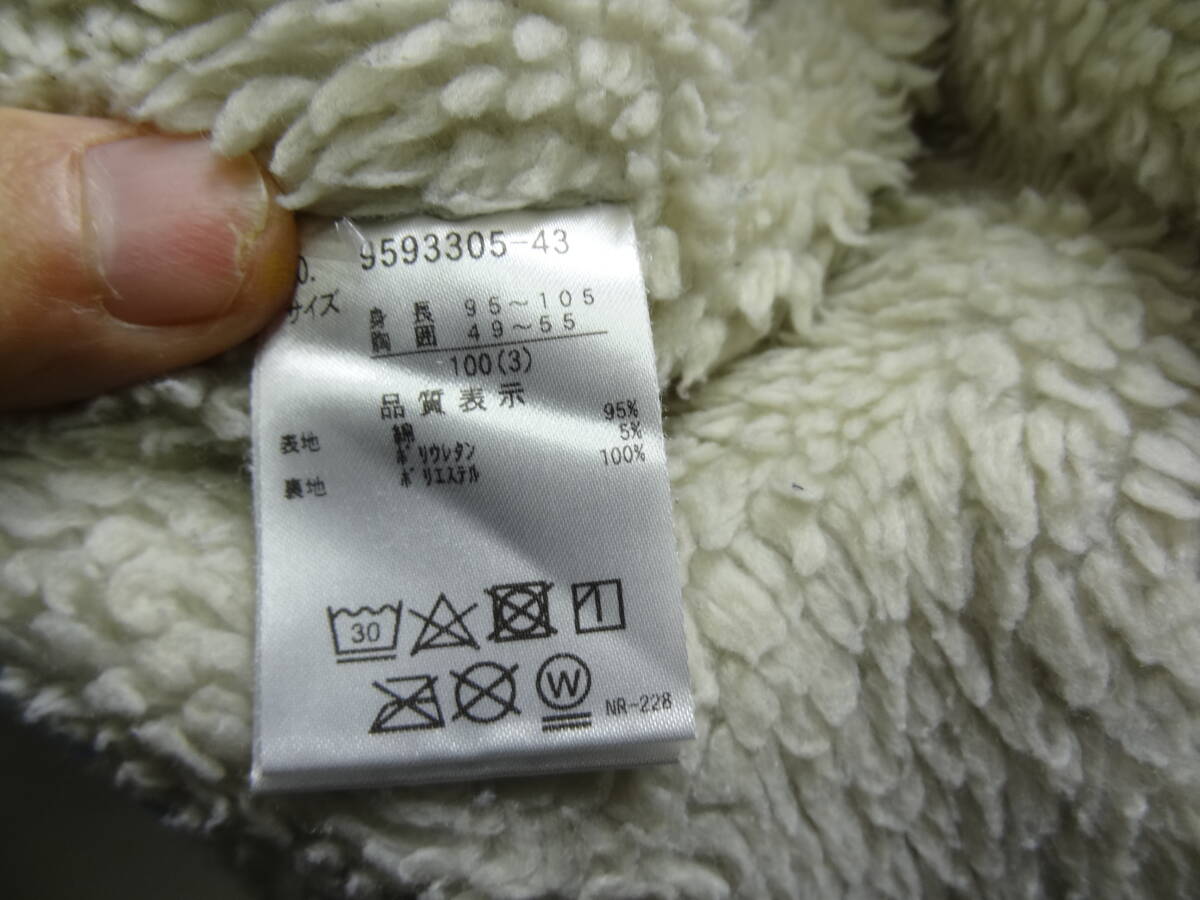 0. 9593305-43
サイズ 身 長 95～105
胸 囲 49～55
100(3)
品質表示
表地 綿 95%
ポリウレタン 5%
裏地 ポリエステル 100%
30
W NR-228